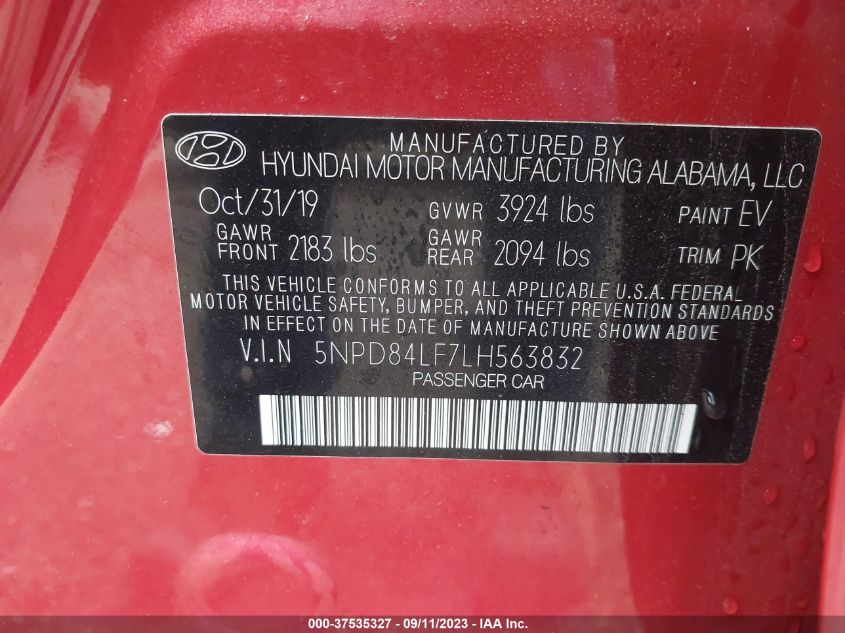 MANUFACTURED BY
HYUNDAI MOTOR MANUFACTURING ALABAMA, LLC
Oct/31/19 GVWR 3924 lbs PAINT EV
GAWR FRONT 2183 lbs GAWR REAR 2094 lbs TRIM PK
THIS VEHICLE CONFORMS TO ALL APPLICABLE U.S.A. FEDERAL
MOTOR VEHICLE SAFETY, BUMPER, AND THEFT PREVENTION STANDARDS
IN EFFECT ON THE DATE OF MANUFACTURE SHOWN ABOVE
V.I.N 5NPD84LF7LH563832
PASSENGER CAR
000-37535327 - 09/11/2023 - IAA Inc.